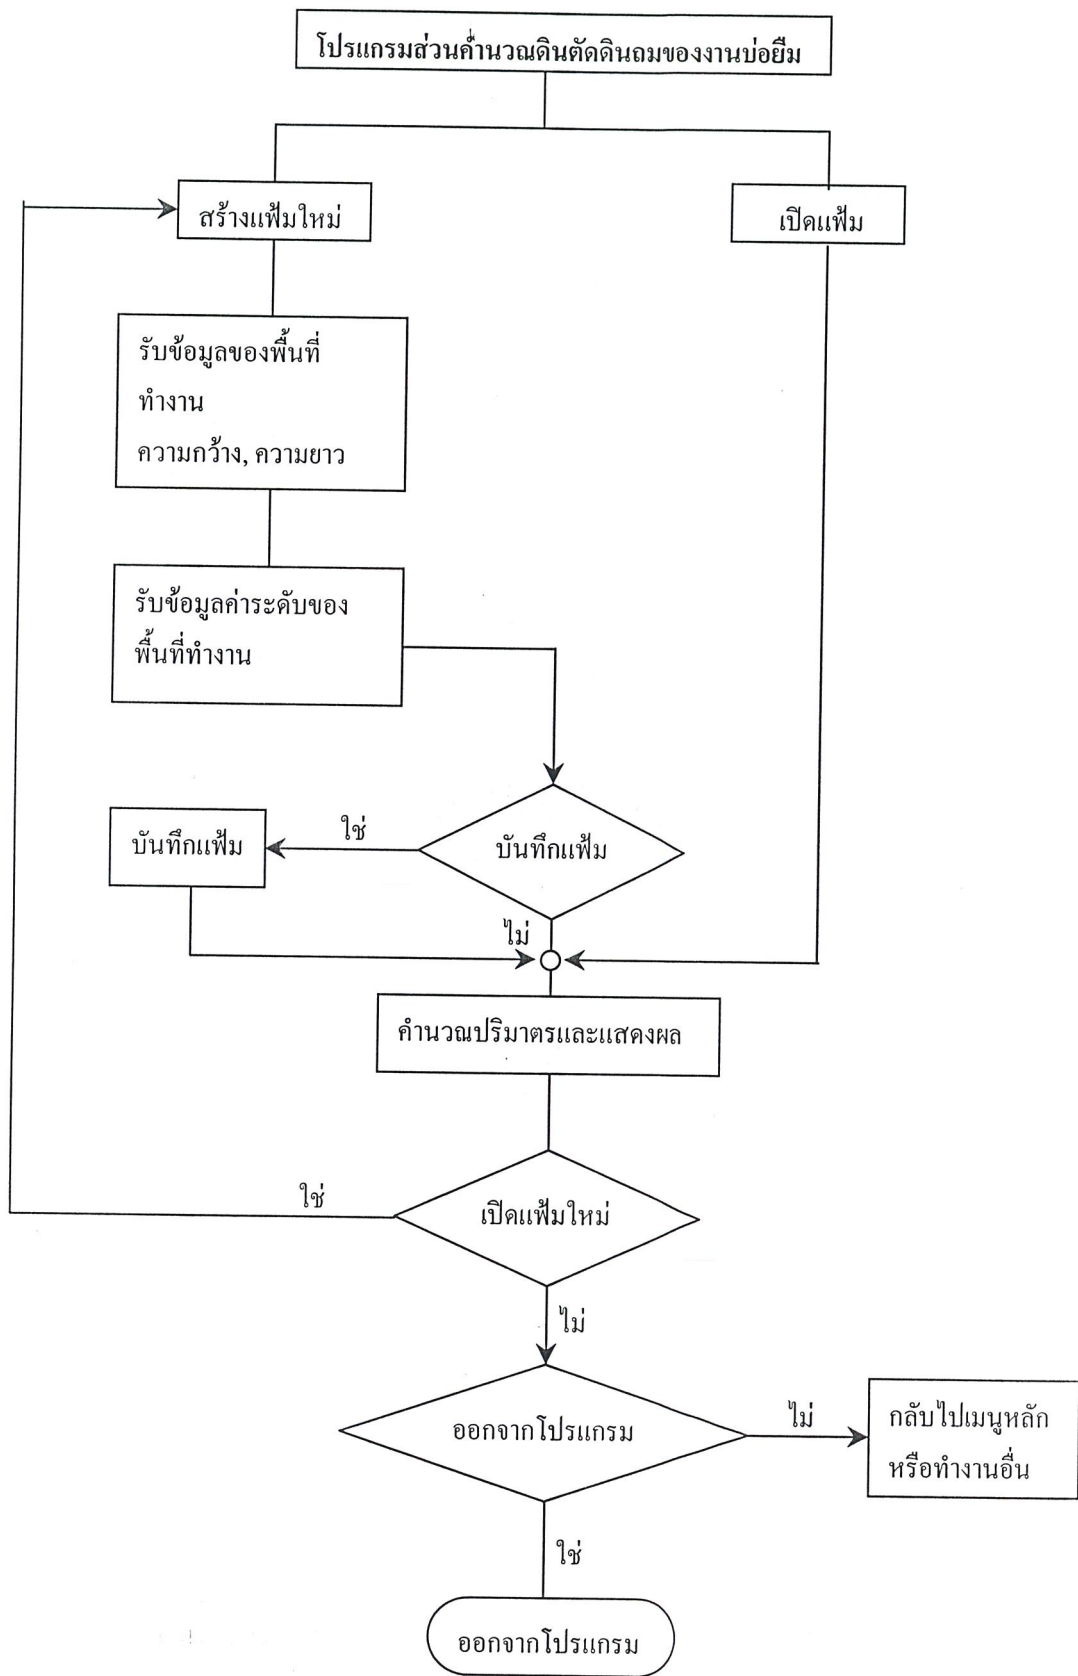 โปรแกรมส่วนคำนวณดินตัดดินถมของงานบ่อยืม
สร้างแฟ้มใหม่
เปิดแฟ้ม
รับข้อมูลของพื้นที่
ทำงาน
ความกว้าง, ความยาว
รับข้อมูลค่าระดับของ
พื้นที่ทำงาน
บันทึกแฟ้ม
ใช่
บันทึกแฟ้ม
ไม่
คำนวณปริมาตรและแสดงผล
ใช่
เปิดแฟ้มใหม่
ไม่
ออกจากโปรแกรม
ไม่
กลับไปเมนูหลัก
หรือทำงานอื่น
ใช่
ออกจากโปรแกรม